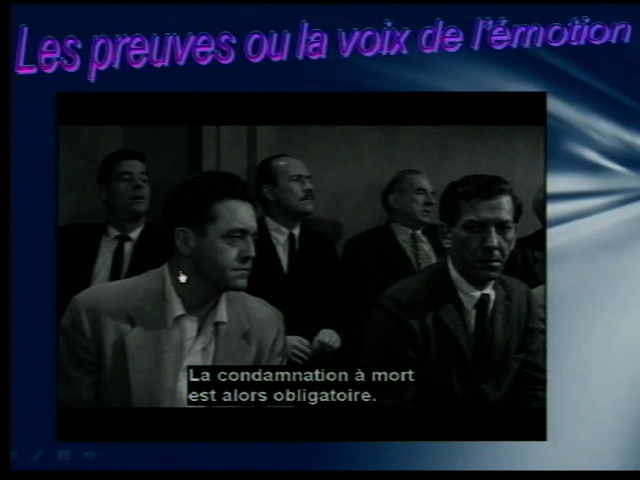 Les preuves ou la voix de l'émotion
La condamnation à mort
est alors obligatoire.